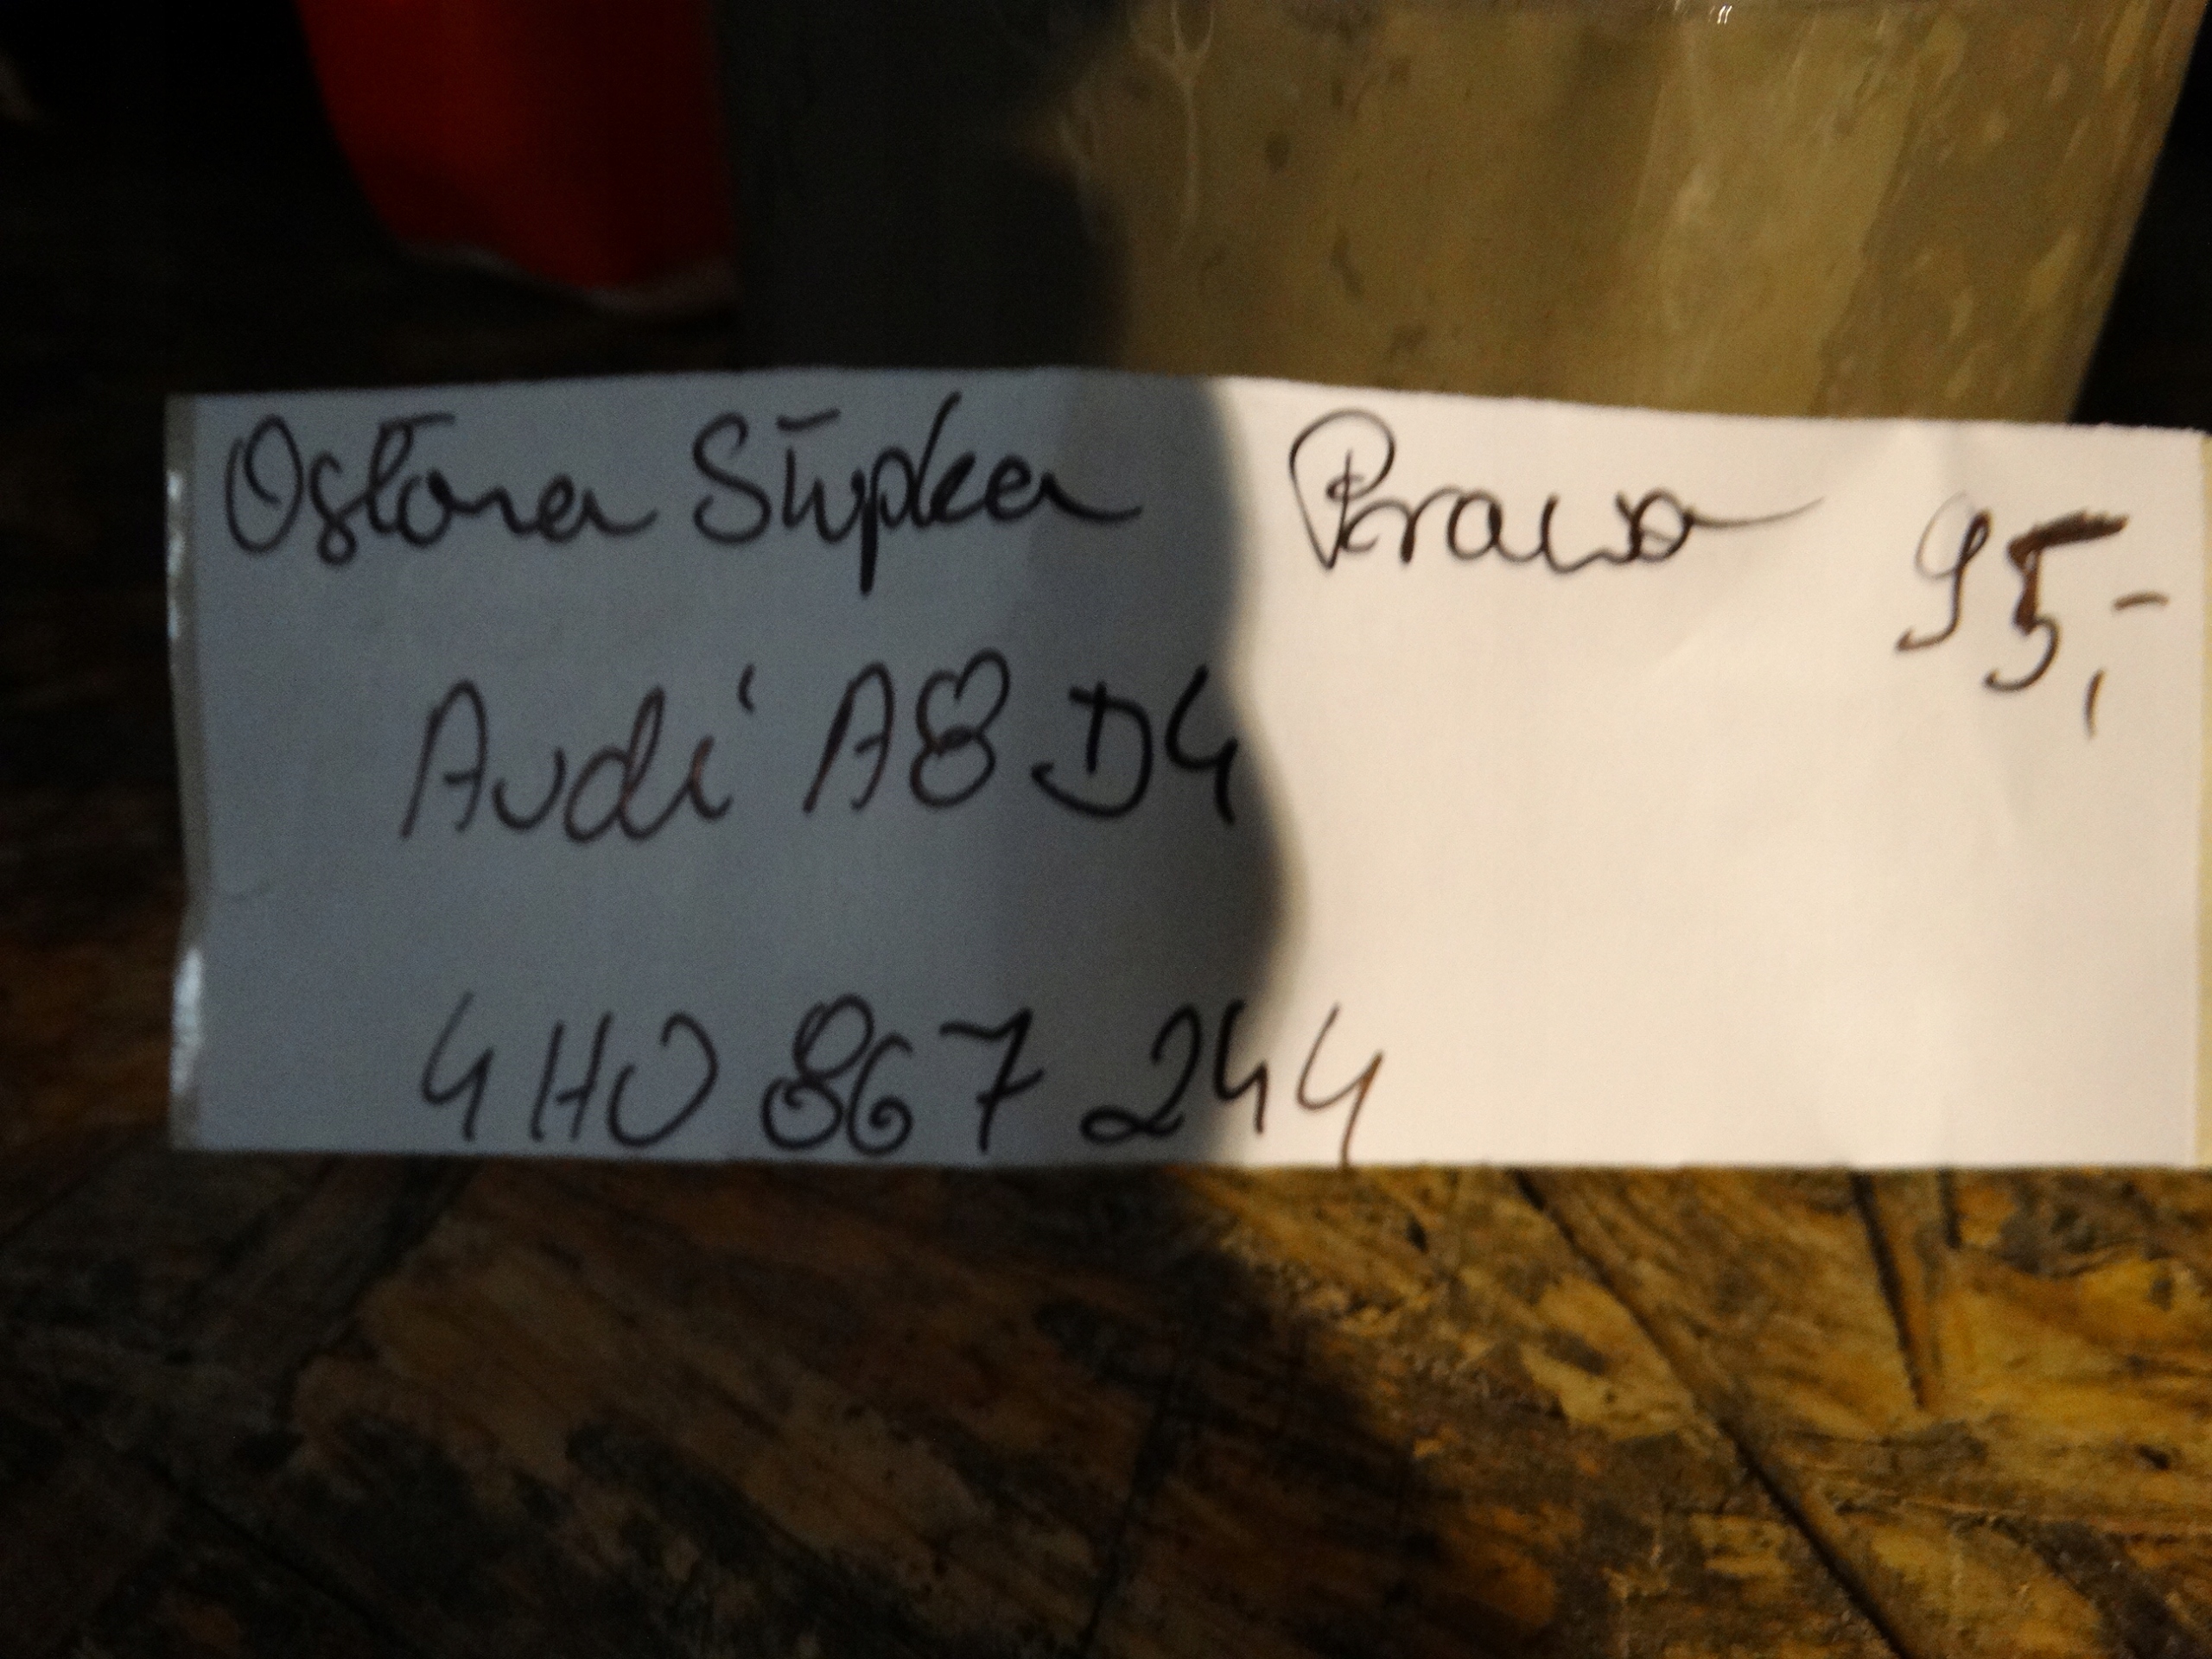 Osłona Słupka Prawa 95,-
Audi A8 D4
4H0 867 244